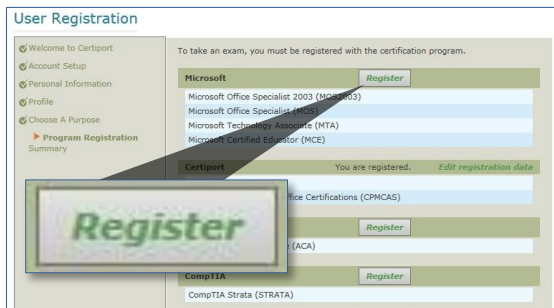 User Registration
Welcome to Certiport
Account Setup
Personal Information
Profile
Choose A Purpose
Program Registration
Summary
To take an exam, you must be registered with the certification program.
Microsoft Register
Microsoft Office Specialist 2003 (MOS2003)
Microsoft Office Specialist (MOS)
Microsoft Technology Associate (MTA)
Microsoft Certified Educator (MCE)
Certiport You are registered. Edit registration data
Certifications (CPMCAS)
Register
Register
(ACA)
CompTIA Register
CompTIA Strata (STRATA)